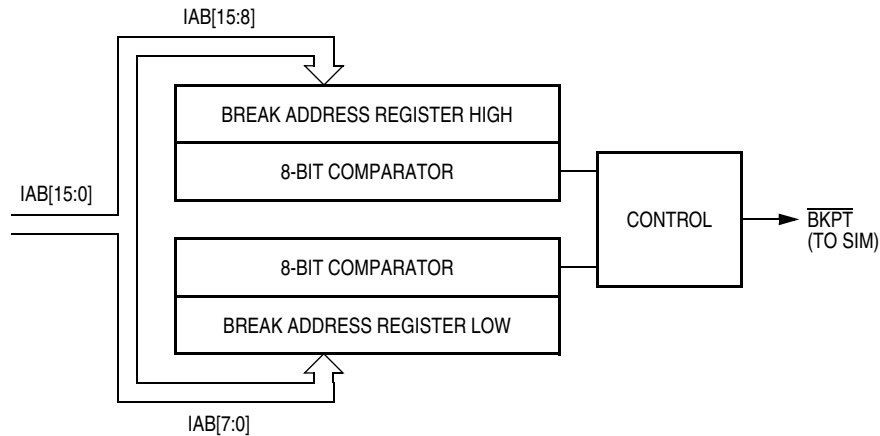 IAB[15:8]
BREAK ADDRESS REGISTER HIGH
8-BIT COMPARATOR
IAB[15:0]
CONTROL
BKPT
(TO SIM)
8-BIT COMPARATOR
BREAK ADDRESS REGISTER LOW
IAB[7:0]